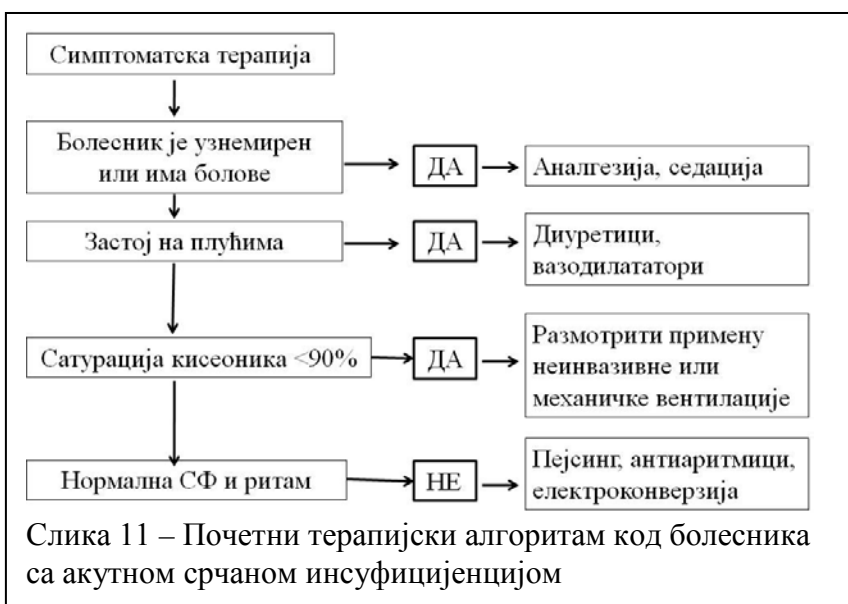 Симптоматска терапија
Болесник је узнемирен
или има болове
ДА
Аналгезија, седација
Застој на плућима
ДА
Диуретици,
вазодилататори
Сатурација кисеоника <90%
ДА
Размотрити примену
неинвазивне или
механичке вентилације
Нормална СФ и ритам
НЕ
Пејсинг, антиаритмици,
електроконверзија
Слика 11 – Почетни терапијски алгоритам код болесника
са акутном срчаном инсуфицијенцијом